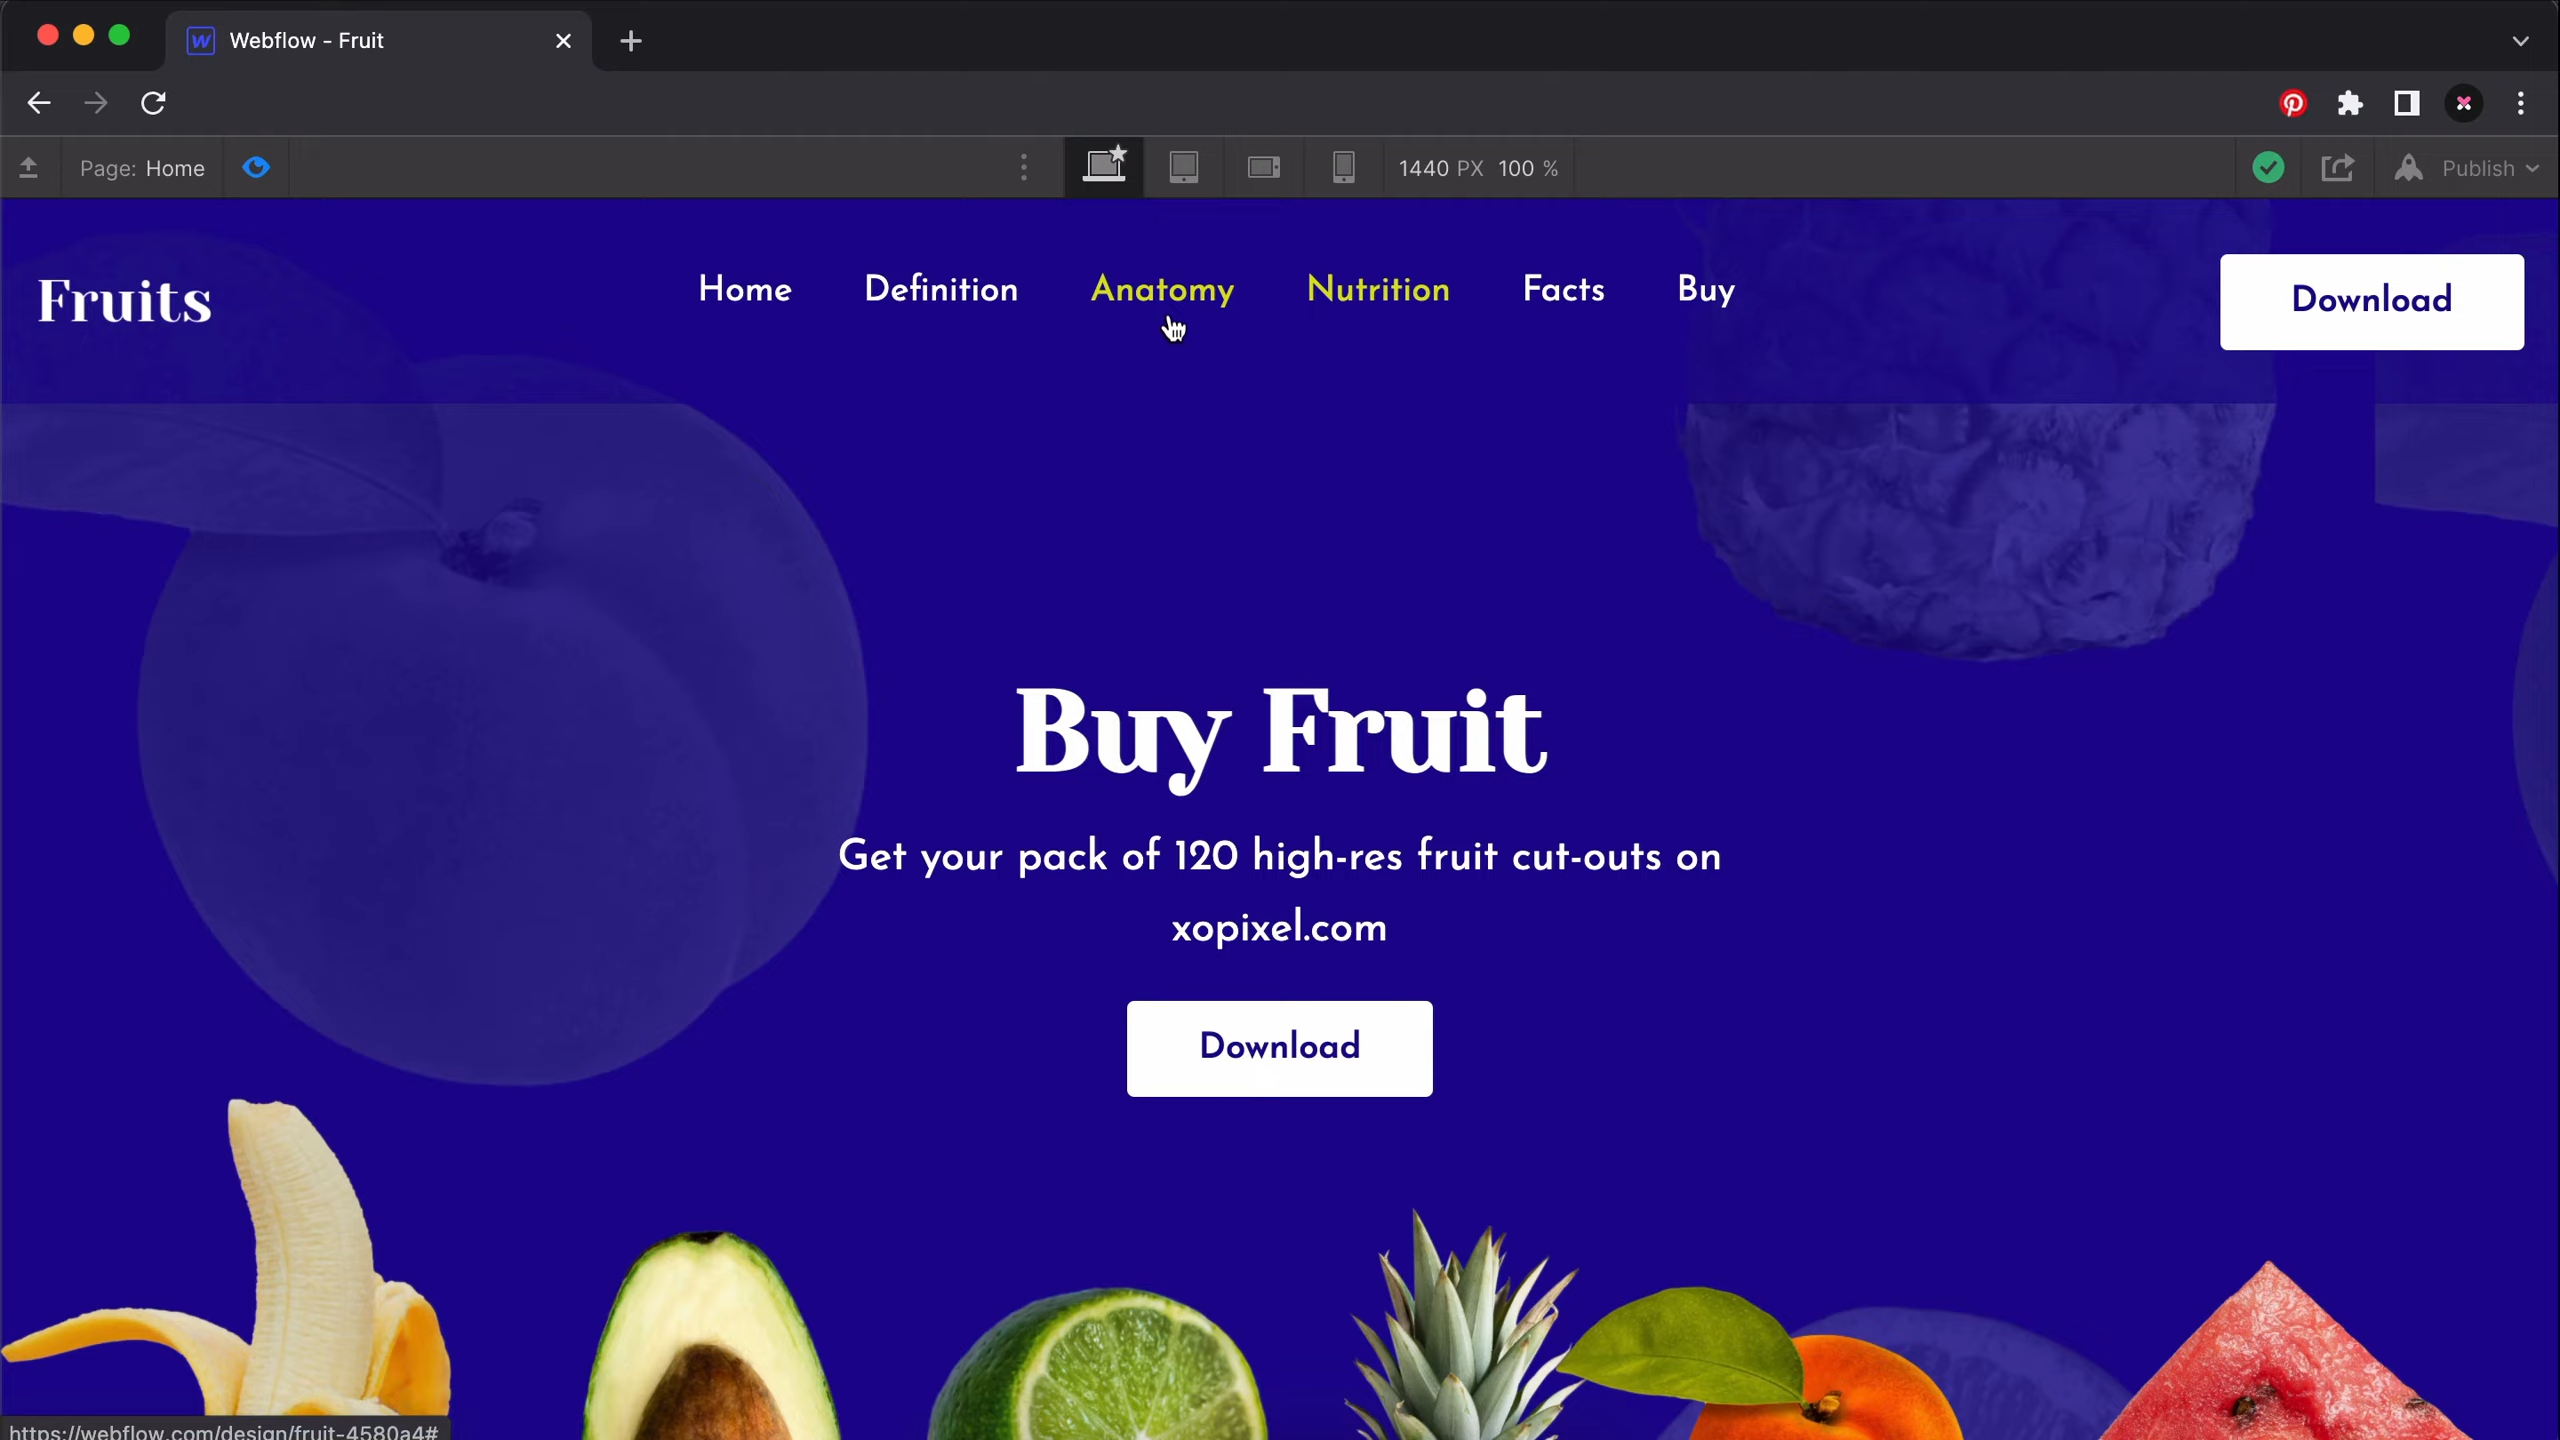 Webflow - Fruit
Page: Home
1440 PX 100 %
Publish
Fruits
Home Definition Anatomy Nutrition Facts Buy
Download
Buy Fruit
Get your pack of 120 high-res fruit cut-outs on
xopixel.com
Download
https://webflow.com/design/fruit-4580a4#